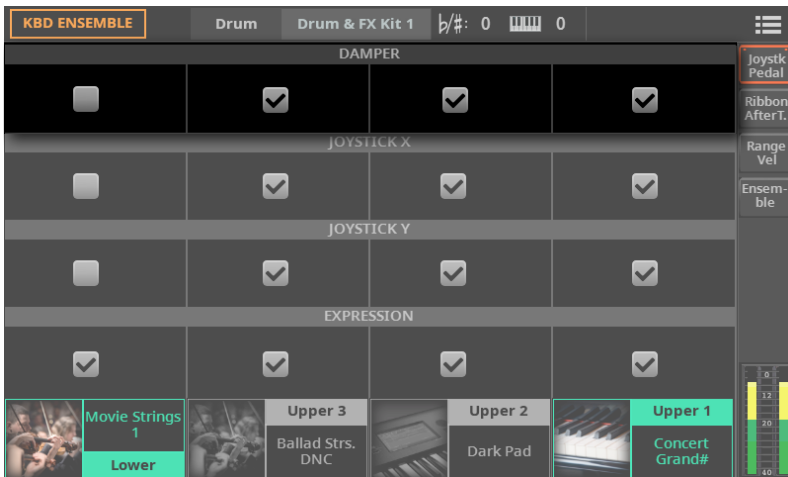 KBD ENSEMBLE Drum Drum & FX Kit 1 ♭/#: 0 0
DAMPER
JOYSTICK X
JOYSTICK Y
EXPRESSION
Movie Strings
1
Lower
Upper 3
Ballad Strs.
DNC
Upper 2
Dark Pad
Upper 1
Concert
Grand#
Joystk
Pedal
Ribbon
AfterT.
Range
Vel
Ensem-
ble
0
12
20
40